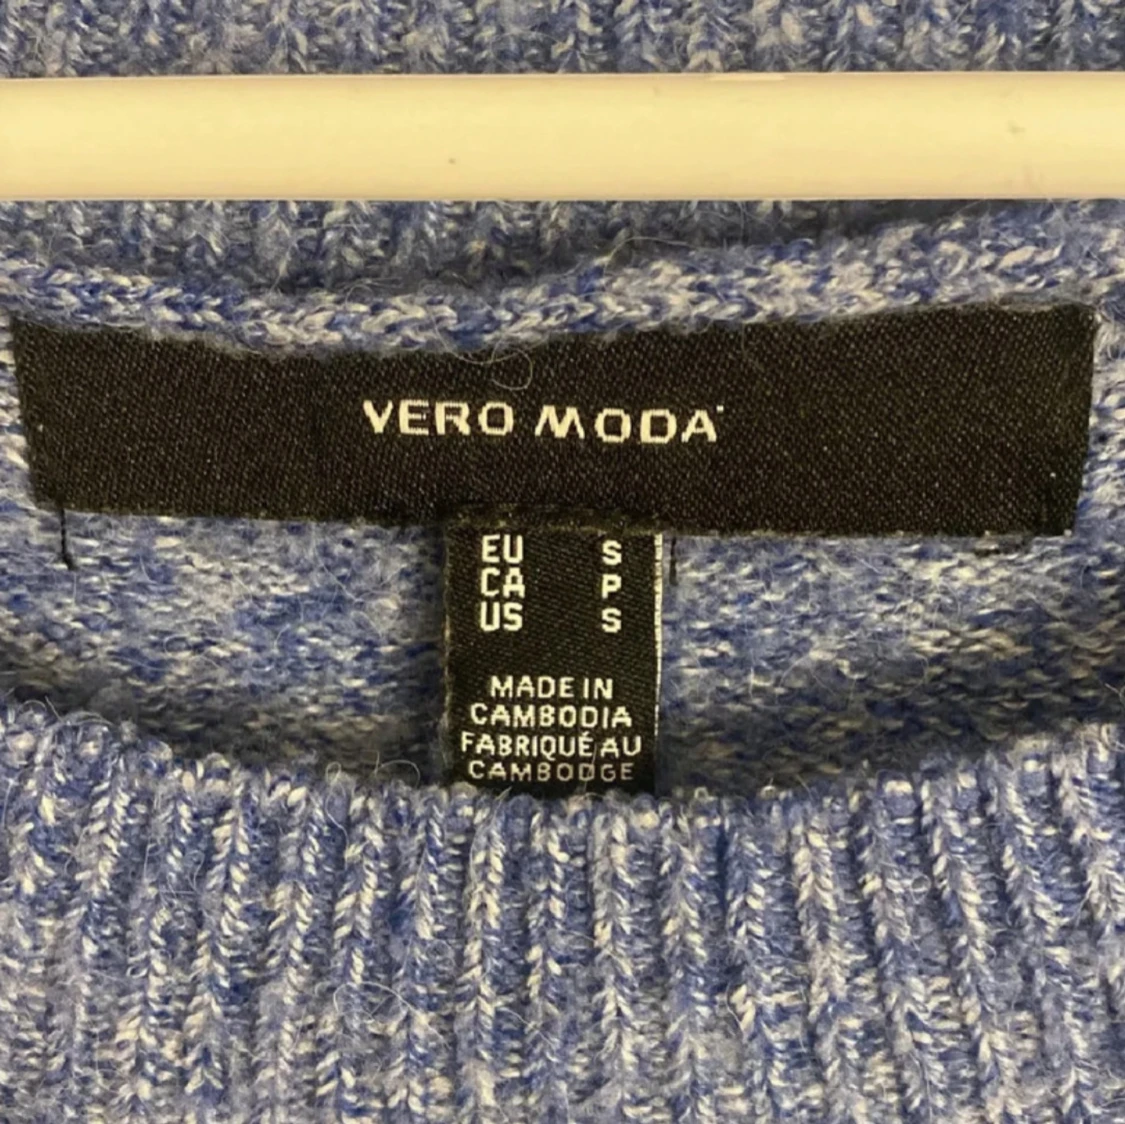 VERO MODA
EU S
CA P
US S
MADE IN
CAMBODIA
FABRIQUÉ AU
CAMBODGE